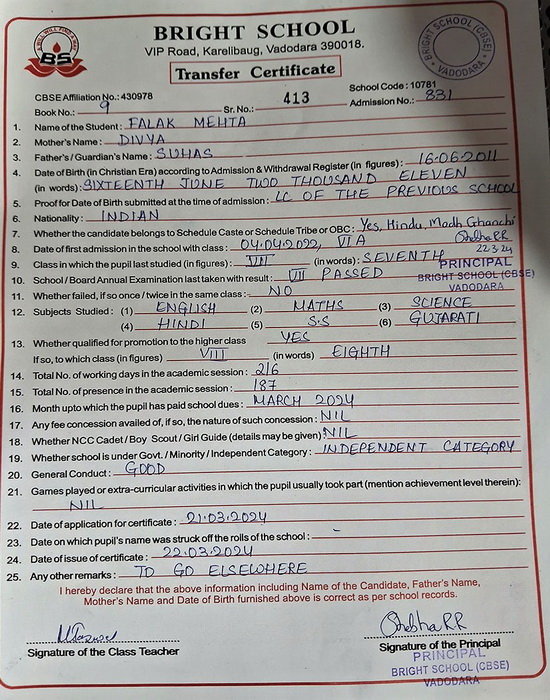 BRIGHT SCHOOL
VIP Road, Karelibaug, Vadodara 390018.
BS
BRIGHT SCHOOL (CBSE)
VADODARA
Transfer Certificate
School Code : 10781
CBSE Affiliation No.: 430978
Admission No.: 831
Book No.: 9 Sr. No.: 413
1. Name of the Student : FALAK MEHTA
2. Mother's Name : DIVYA
3. Father's / Guardian's Name : SUHAS
4. Date of Birth (in Christian Era) according to Admission & Withdrawal Register (in figures) : 16-06-2011
(in words) : SIXTEENTH JUNE TWO THOUSAND ELEVEN
5. Proof for Date of Birth submitted at the time of admission : LC OF THE PREVIOUS SCHOOL
6. Nationality : INDIAN
7. Whether the candidate belongs to Schedule Caste or Schedule Tribe or OBC : Yes, Hindu, Modh Ghanchi
8. Date of first admission in the school with class : 04.04.2022, VI A
22.3.24
9. Class in which the pupil last studied (in figures) : VII (in words) : SEVENTH
PRINCIPAL
BRIGHT SCHOOL (CBSE)
VADODARA
10. School / Board Annual Examination last taken with result : VII PASSED
11. Whether failed, if so once / twice in the same class : NO
12. Subjects Studied : (1) ENGLISH (2) MATHS (3) SCIENCE
(4) HINDI (5) S.S (6) GUJARATI
13. Whether qualified for promotion to the higher class YES
If so, to which class (in figures) VIII (in words) EIGHTH
14. Total No. of working days in the academic session : 216
15. Total No. of presence in the academic session : 187
16. Month upto which the pupil has paid school dues : MARCH 2024
17. Any fee concession availed of, if so, the nature of such concession : NIL
18. Whether NCC Cadet / Boy Scout / Girl Guide (details may be given) NIL
19. Whether school is under Govt. / Minority / Independent Category : INDEPENDENT CATEGORY
20. General Conduct : GOOD
21. Games played or extra-curricular activities in which the pupil usually took part (mention achievement level therein) :
NIL
22. Date of application for certificate : 21.03.2024
23. Date on which pupil's name was struck off the rolls of the school : -
24. Date of issue of certificate : 22.03.2024
25. Any other remarks : TO GO ELSEWHERE
I hereby declare that the above information including Name of the Candidate, Father's Name,
Mother's Name and Date of Birth furnished above is correct as per school records.
Signature of the Class Teacher
Signature of the Principal
PRINCIPAL
BRIGHT SCHOOL (CBSE)
VADODARA